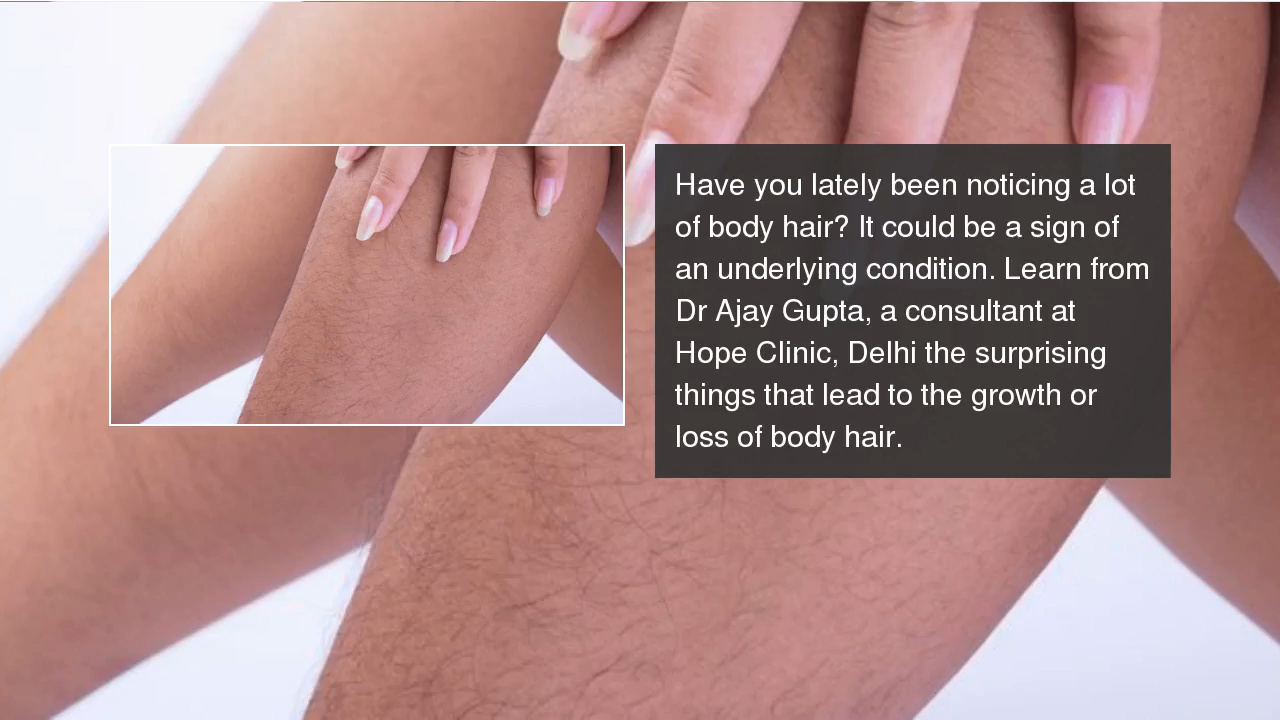 Have you lately been noticing a lot
of body hair? It could be a sign of
an underlying condition. Learn from
Dr Ajay Gupta, a consultant at
Hope Clinic, Delhi the surprising
things that lead to the growth or
loss of body hair.